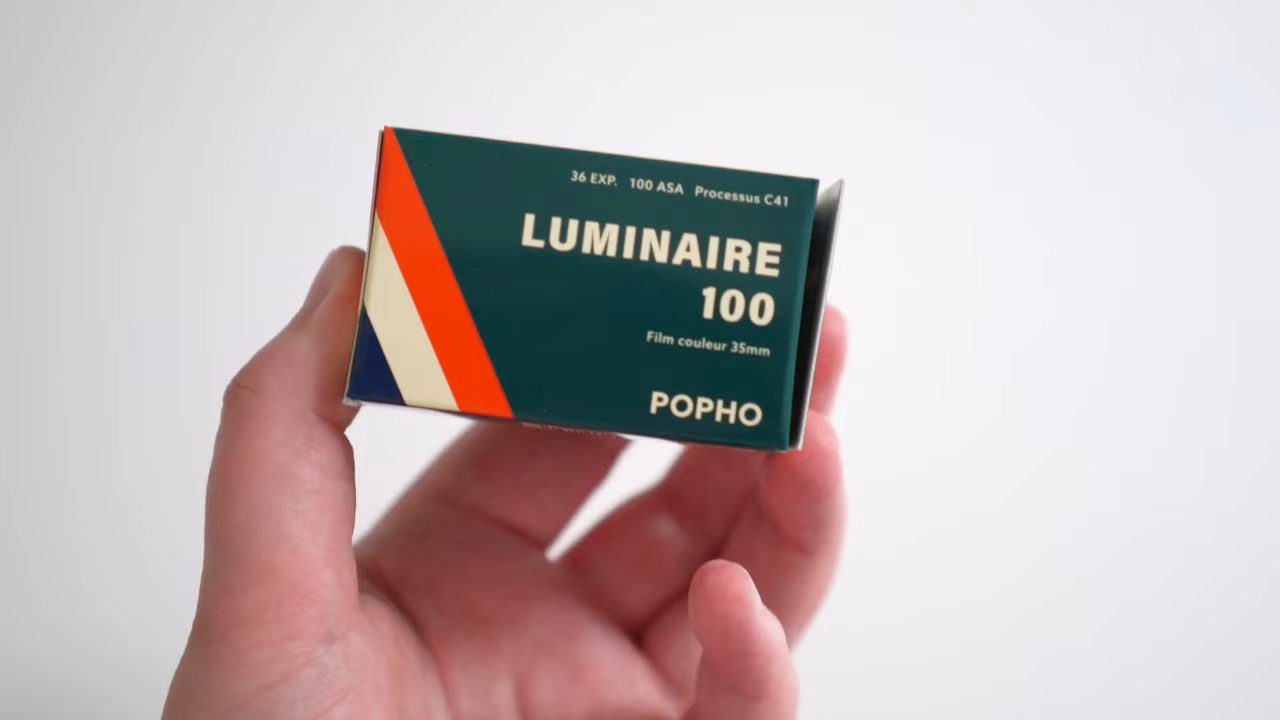 36 EXP. 100 ASA Processus C41
LUMINAIRE
100
Film couleur 35mm
POPHO